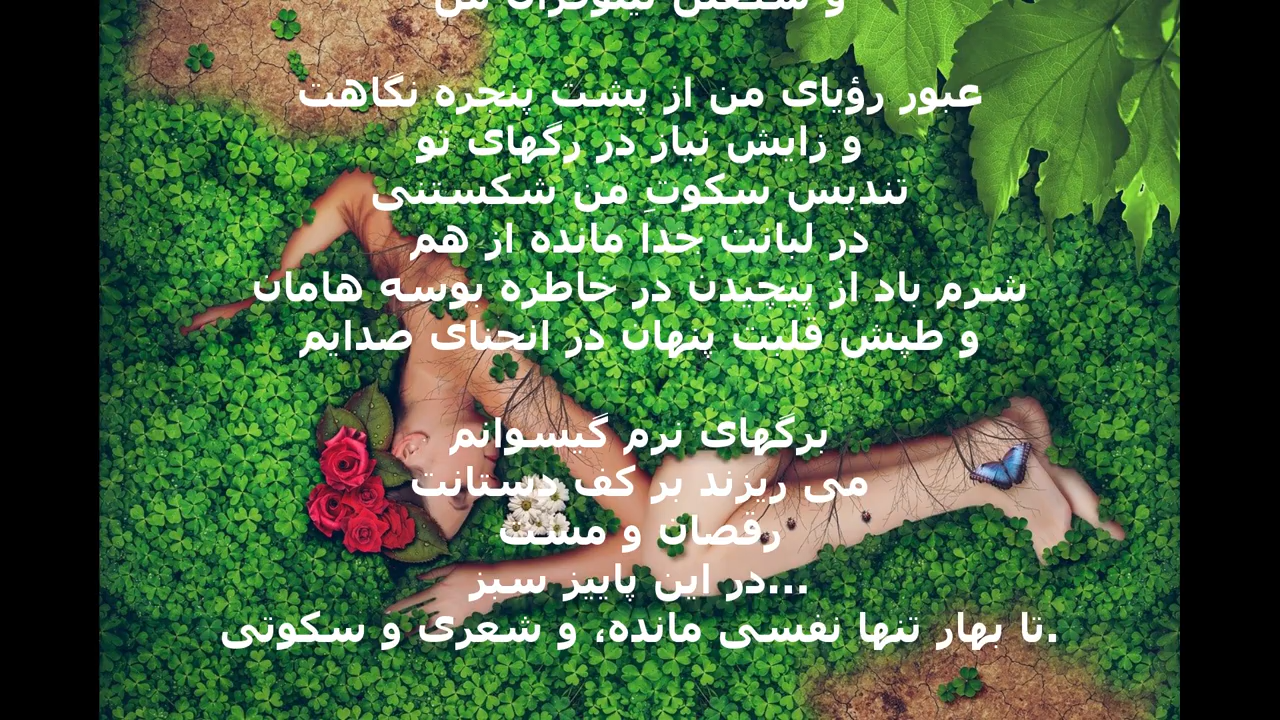 عبور رؤیای من از پشت پنجره نگاهت
و زایش نیاز در رگهای تو
تندیس سکوتِ من شکستنی
در لبانت جدا مانده از هم
شرم باد از پیچیدن در خاطره بوسه هامان
و طپش قلبت پنهان در انحنای صدایم
برگهای نرم گیسوانم
می ریزند بر کف دستانت
رقصان و مست
در این پاییز سبز...
تا بهار تنها نفسی مانده، و شعری و سکوتی.